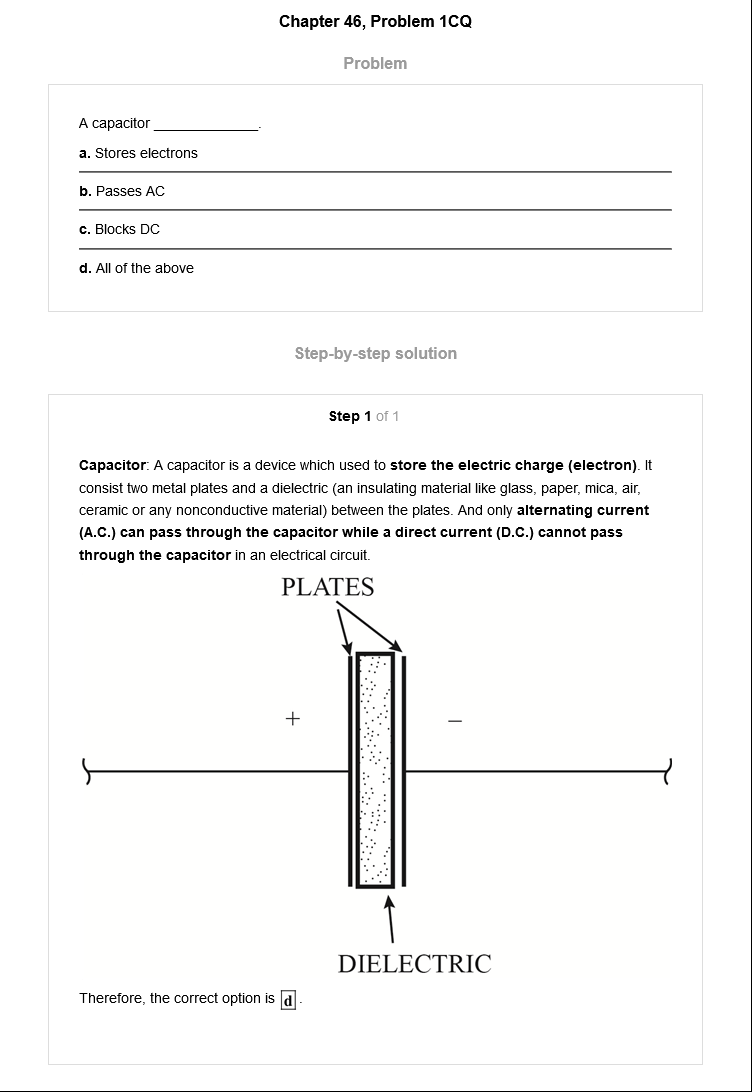 Chapter 46, Problem 1CQ
Problem
A capacitor _____________.
a. Stores electrons
b. Passes AC
c. Blocks DC
d. All of the above
Step-by-step solution
Step 1 of 1
Capacitor: A capacitor is a device which used to store the electric charge (electron). It
consist two metal plates and a dielectric (an insulating material like glass, paper, mica, air,
ceramic or any nonconductive material) between the plates. And only alternating current
(A.C.) can pass through the capacitor while a direct current (D.C.) cannot pass
through the capacitor in an electrical circuit.
PLATES
+ −
DIELECTRIC
Therefore, the correct option is d.